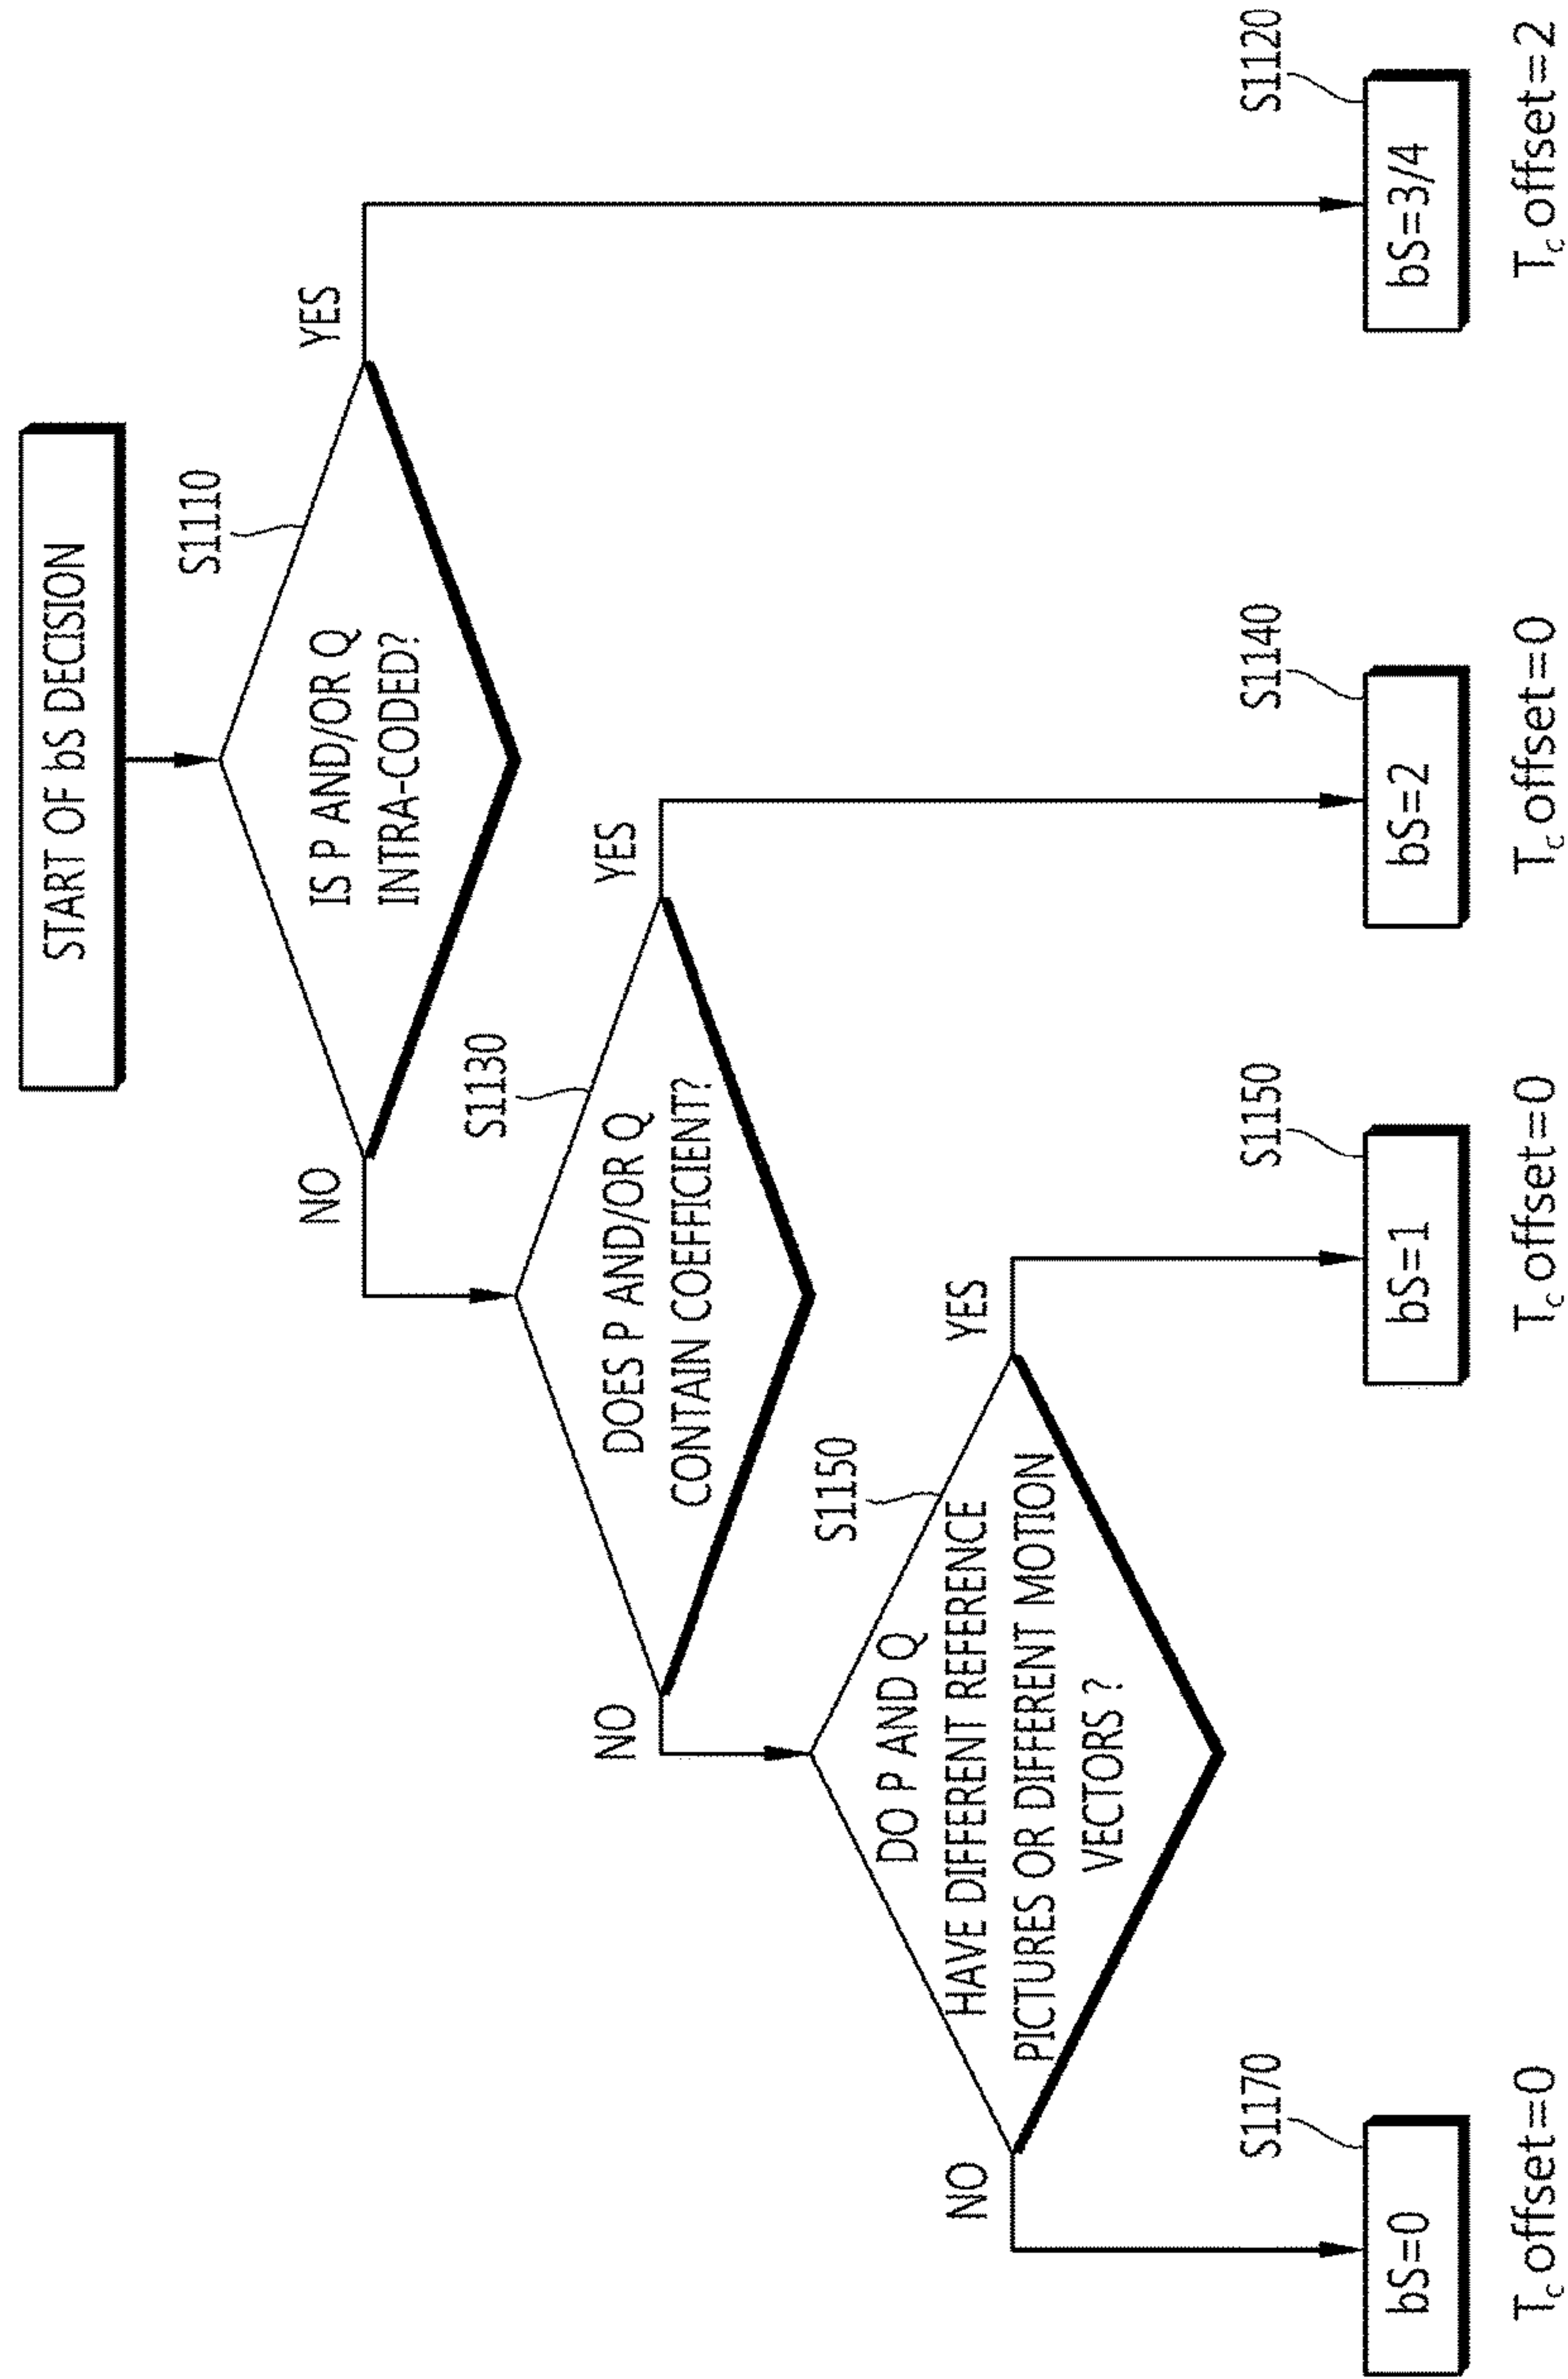 START OF bS DECISION
S1110
IS P AND/OR Q
INTRA-CODED?
NO
YES
S1130
DOES P AND/OR Q
CONTAIN COEFFICIENT?
NO
YES
S1150
DO P AND Q
HAVE DIFFERENT REFERENCE
PICTURES OR DIFFERENT MOTION
VECTORS ?
NO
YES
S1170
S1150
S1140
S1120
bS=0
bS=1
bS=2
bS=3/4
Tc offset=0
Tc offset=0
Tc offset=0
Tc offset=2